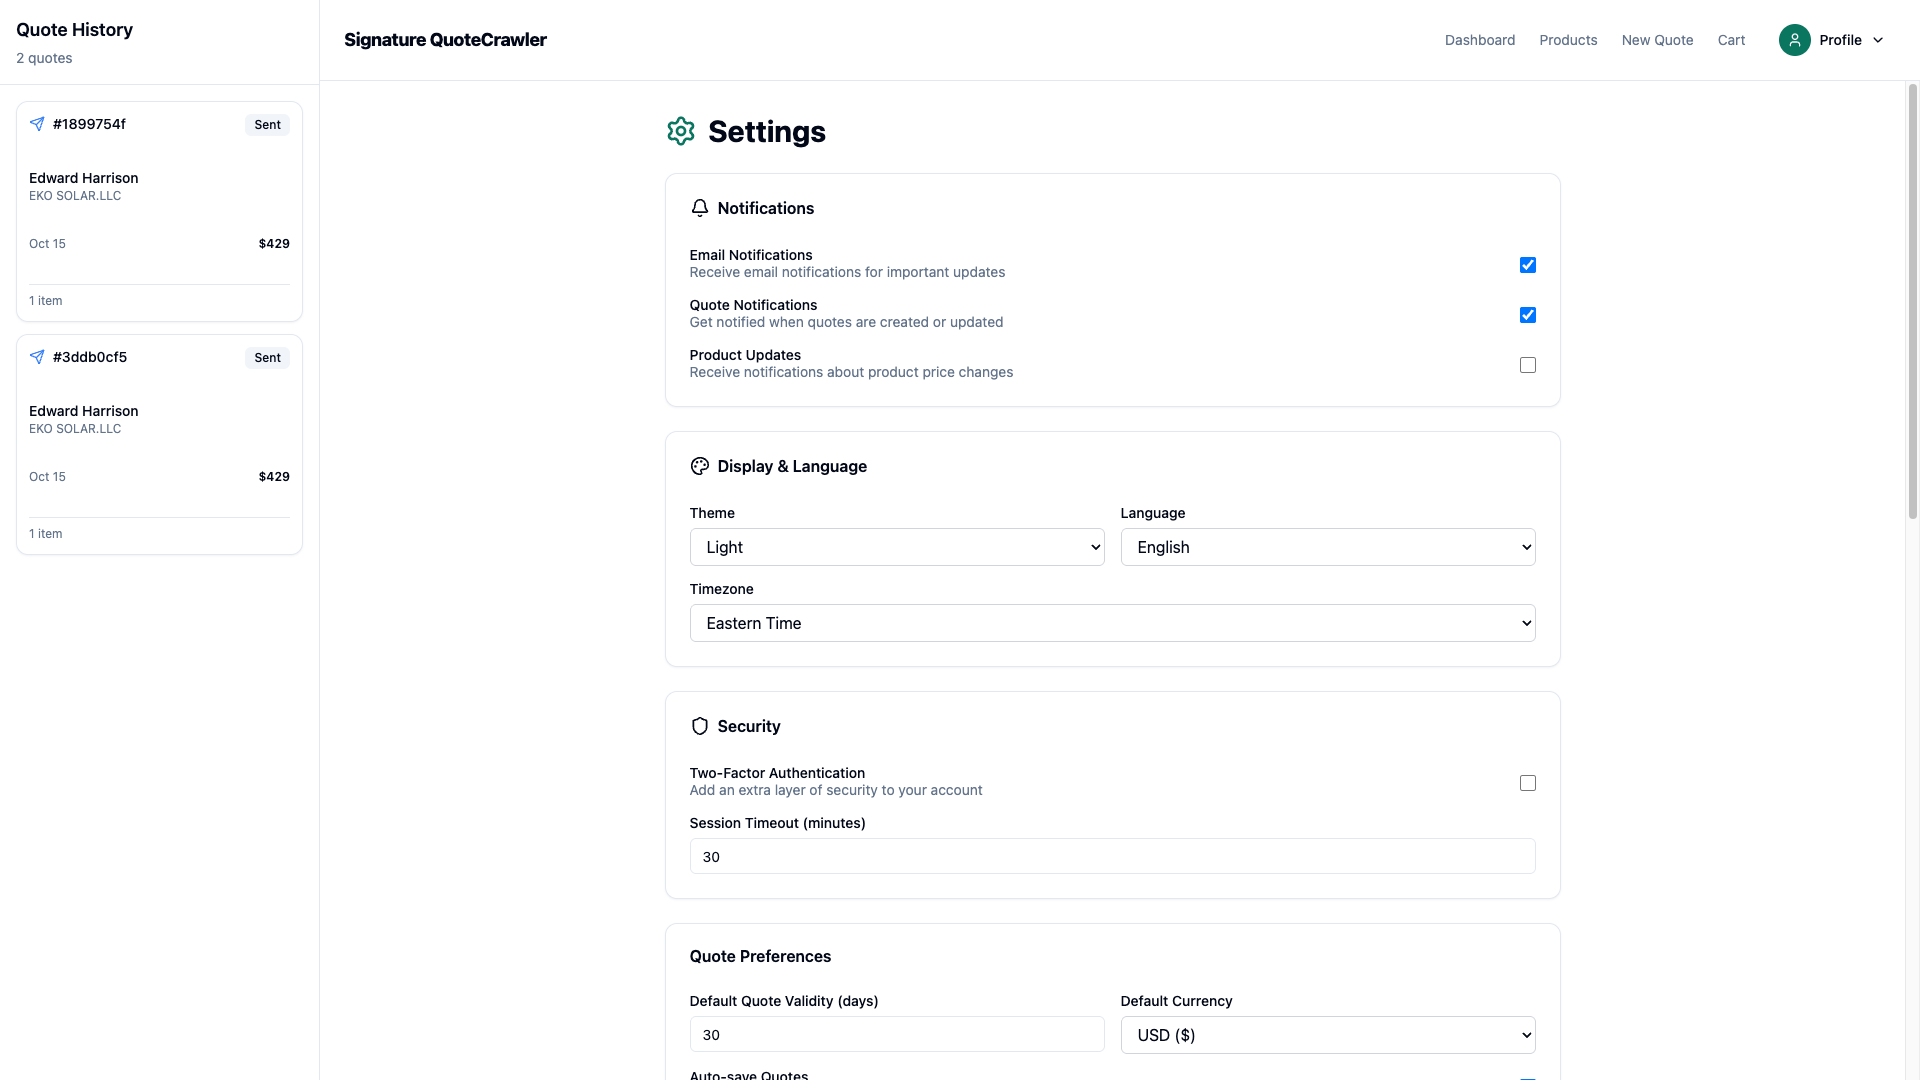 Quote History
2 quotes
#1899754f
Sent
Edward Harrison
EKO SOLAR.LLC
Oct 15
$429
1 item
#3ddb0cf5
Sent
Edward Harrison
EKO SOLAR.LLC
Oct 15
$429
1 item
Signature QuoteCrawler
Dashboard
Products
New Quote
Cart
Profile
Settings
Notifications
Email Notifications
Receive email notifications for important updates
Quote Notifications
Get notified when quotes are created or updated
Product Updates
Receive notifications about product price changes
Display & Language
Theme
Light
Language
English
Timezone
Eastern Time
Security
Two-Factor Authentication
Add an extra layer of security to your account
Session Timeout (minutes)
30
Quote Preferences
Default Quote Validity (days)
30
Default Currency
USD ($)
Auto-save Quotes